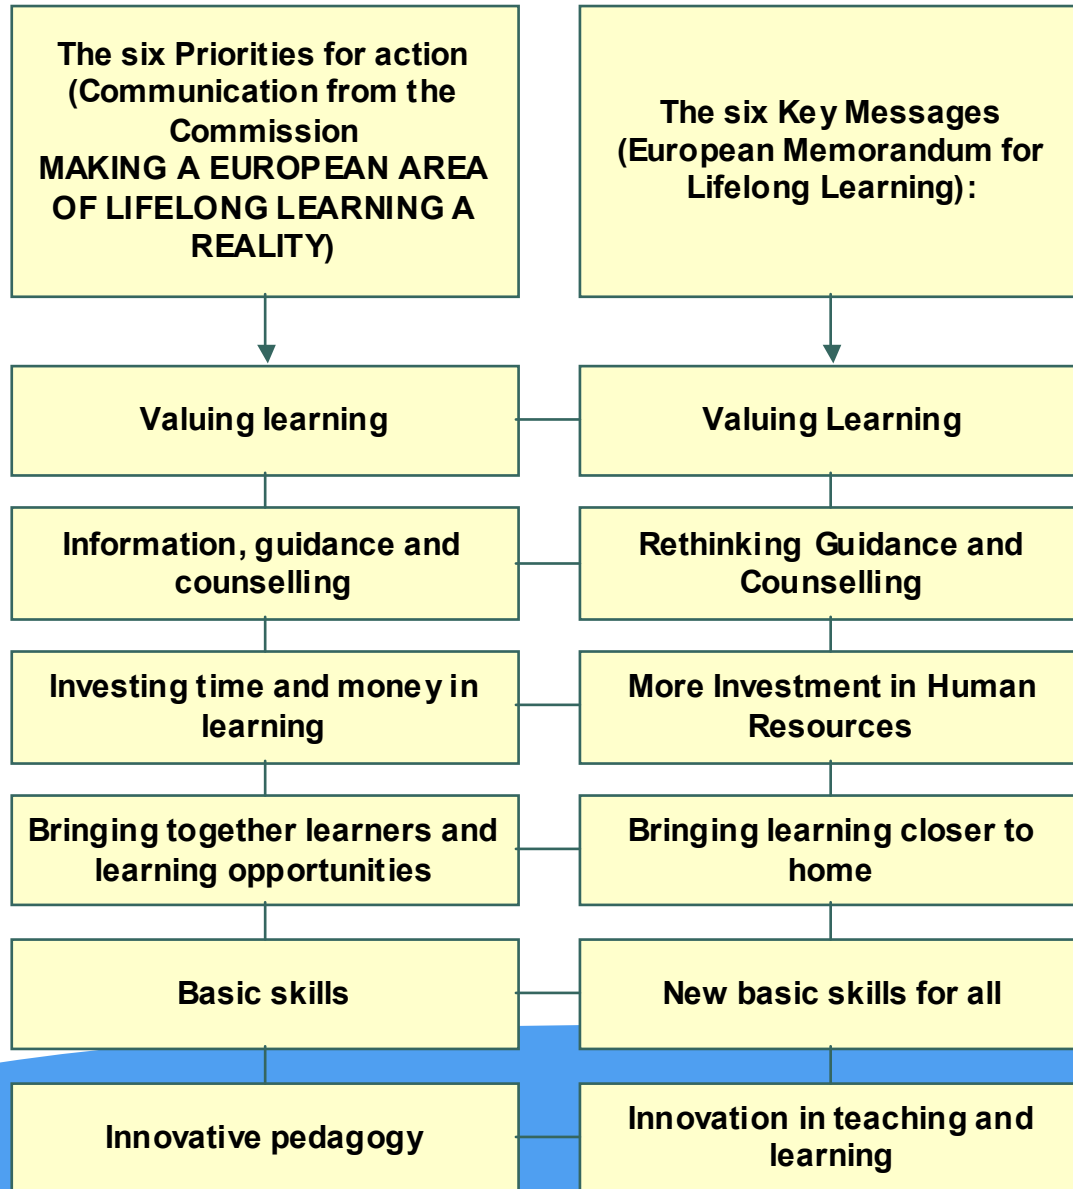 The six Priorities for action
(Communication from the
Commission
MAKING A EUROPEAN AREA
OF LIFELONG LEARNING A
REALITY)
The six Key Messages
(European Memorandum for
Lifelong Learning):
Valuing learning
Valuing Learning
Information, guidance and
counselling
Rethinking Guidance and
Counselling
Investing time and money in
learning
More Investment in Human
Resources
Bringing together learners and
learning opportunities
Bringing learning closer to
home
Basic skills
New basic skills for all
Innovative pedagogy
Innovation in teaching and
learning